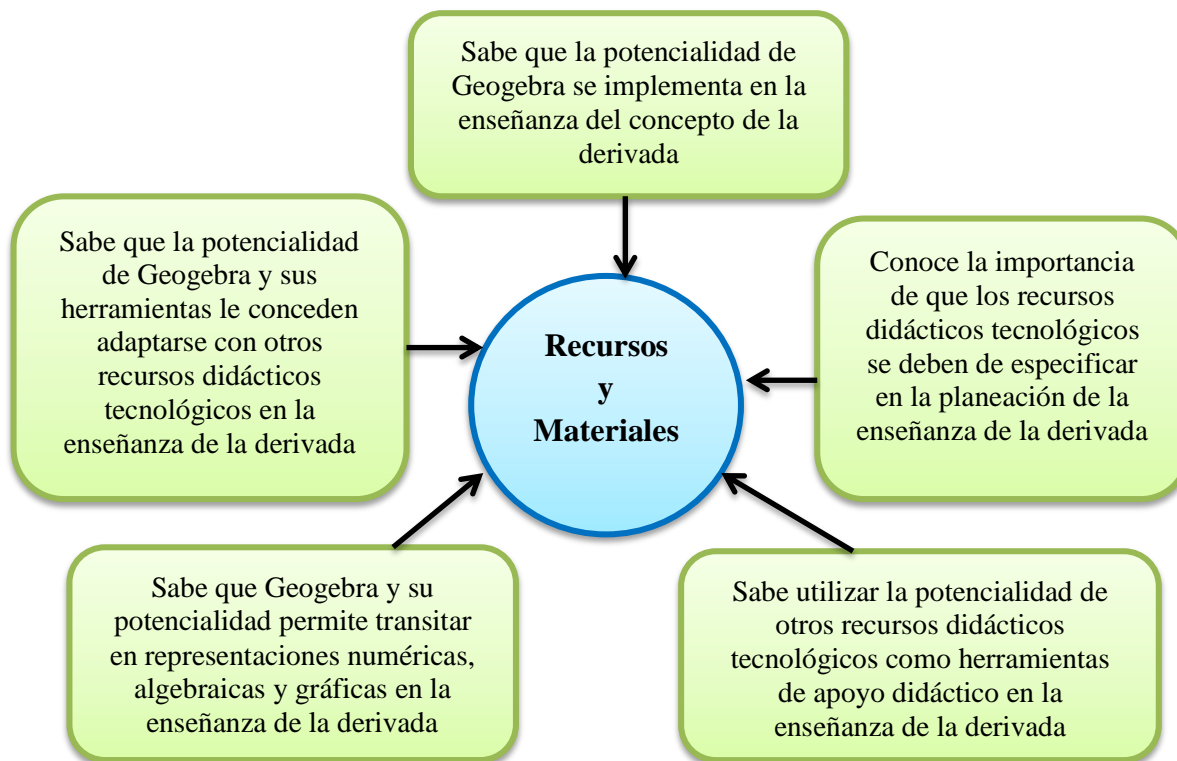 Sabe que la potencialidad de
Geogebra se implementa en la
enseñanza del concepto de la
derivada
Sabe que la potencialidad
de Geogebra y sus
herramientas le conceden
adaptarse con otros
recursos didácticos
tecnológicos en la
enseñanza de la derivada
Recursos
y
Materiales
Conoce la importancia
de que los recursos
didácticos tecnológicos
se deben de especificar
en la planeación de la
enseñanza de la derivada
Sabe que Geogebra y su
potencialidad permite transitar
en representaciones numéricas,
algebraicas y gráficas en la
enseñanza de la derivada
Sabe utilizar la potencialidad de
otros recursos didácticos
tecnológicos como herramientas
de apoyo didáctico en la
enseñanza de la derivada